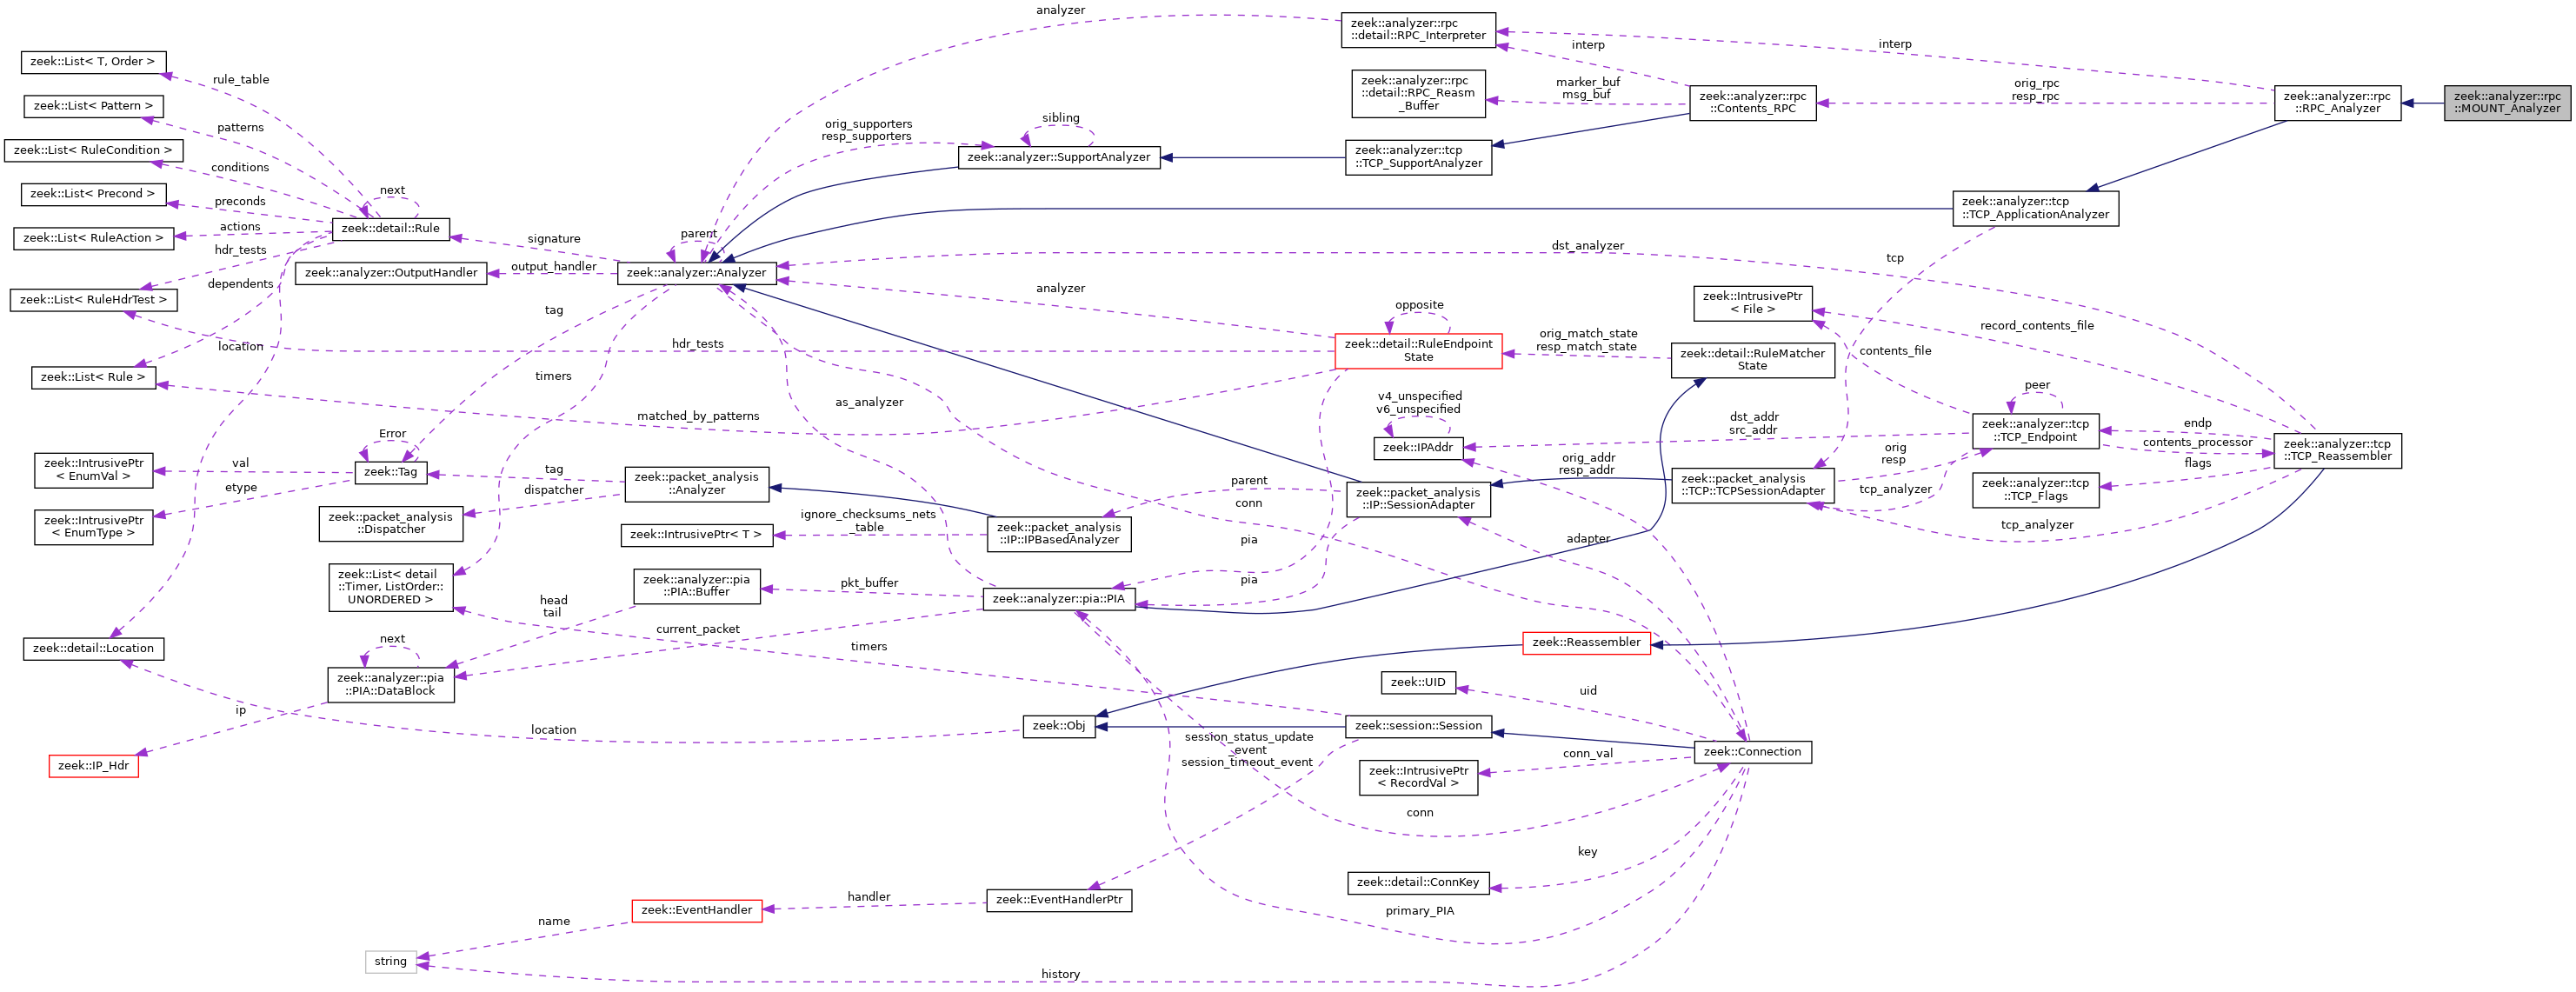 analyzer
zeek::analyzer::rpc
::detail::RPC_Interpreter
interp
interp
zeek::List< T, Order >
rule_table
zeek::analyzer::rpc
::detail::RPC_Reasm
_Buffer
marker_buf
msg_buf
zeek::analyzer::rpc
::Contents_RPC
orig_rpc
resp_rpc
zeek::analyzer::rpc
::RPC_Analyzer
zeek::analyzer::rpc
::MOUNT_Analyzer
zeek::List< Pattern >
patterns
orig_supporters
resp_supporters
sibling
zeek::List< RuleCondition >
conditions
zeek::analyzer::SupportAnalyzer
zeek::analyzer::tcp
::TCP_SupportAnalyzer
zeek::List< Precond >
preconds
next
zeek::analyzer::tcp
::TCP_ApplicationAnalyzer
zeek::List< RuleAction >
actions
zeek::detail::Rule
signature
parent
hdr_tests
dst_analyzer
tcp
zeek::analyzer::OutputHandler
output_handler
zeek::analyzer::Analyzer
dependents
zeek::List< RuleHdrTest >
analyzer
opposite
zeek::IntrusivePtr
< File >
tag
record_contents_file
location
hdr_tests
zeek::detail::RuleEndpoint
State
orig_match_state
resp_match_state
zeek::detail::RuleMatcher
State
contents_file
zeek::List< Rule >
timers
as_analyzer
matched_by_patterns
v4_unspecified
v6_unspecified
peer
dst_addr
src_addr
zeek::analyzer::tcp
::TCP_Endpoint
endp
contents_processor
zeek::analyzer::tcp
::TCP_Reassembler
Error
zeek::IPAddr
orig
resp
flags
zeek::IntrusivePtr
< EnumVal >
val
zeek::Tag
tag
zeek::packet_analysis
::Analyzer
parent
orig_addr
resp_addr
zeek::packet_analysis
::TCP::TCPSessionAdapter
tcp_analyzer
zeek::analyzer::tcp
::TCP_Flags
etype
dispatcher
conn
zeek::packet_analysis
::IP::SessionAdapter
zeek::IntrusivePtr
< EnumType >
zeek::packet_analysis
::Dispatcher
ignore_checksums_nets
_table
zeek::packet_analysis
::IP::IPBasedAnalyzer
tcp_analyzer
zeek::IntrusivePtr< T >
pia
adapter
zeek::List< detail
::Timer, ListOrder::
UNORDERED >
zeek::analyzer::pia
::PIA::Buffer
pkt_buffer
pia
zeek::analyzer::pia::PIA
head
tail
current_packet
next
timers
zeek::Reassembler
zeek::detail::Location
zeek::analyzer::pia
::PIA::DataBlock
zeek::UID
uid
ip
location
zeek::Obj
session_status_update
_event
session_timeout_event
zeek::session::Session
conn_val
zeek::Connection
zeek::IP_Hdr
zeek::IntrusivePtr
< RecordVal >
conn
key
zeek::detail::ConnKey
zeek::EventHandler
handler
zeek::EventHandlerPtr
primary_PIA
name
string
history